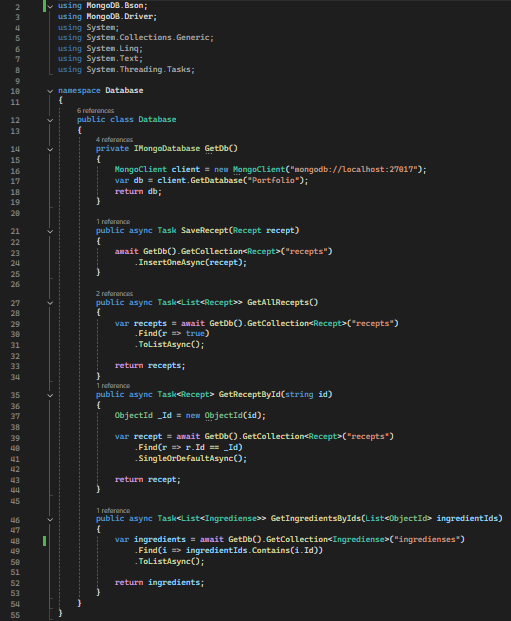 2 using MongoDB.Bson;
3 using MongoDB.Driver;
4 using System;
5 using System.Collections.Generic;
6 using System.Linq;
7 using System.Text;
8 using System.Threading.Tasks;
9
10 namespace Database
11 {
6 references
12 public class Database
13 {
4 references
14 private IMongoDatabase GetDb()
15 {
16 MongoClient client = new MongoClient("mongodb://localhost:27017");
17 var db = client.GetDatabase("Portfolio");
18 return db;
19 }
20
1 reference
21 public async Task SaveRecept(Recept recept)
22 {
23 await GetDb().GetCollection<Recept>("recepts")
24 .InsertOneAsync(recept);
25 }
26
2 references
27 public async Task<List<Recept>> GetAllRecepts()
28 {
29 var recepts = await GetDb().GetCollection<Recept>("recepts")
30 .Find(r => true)
31 .ToListAsync();
32
33 return recepts;
34 }
1 reference
35 public async Task<Recept> GetReceptById(string id)
36 {
37 ObjectId _Id = new ObjectId(id);
38
39 var recept = await GetDb().GetCollection<Recept>("recepts")
40 .Find(r => r.Id == _Id)
41 .SingleOrDefaultAsync();
42
43 return recept;
44 }
45
1 reference
46 public async Task<List<Ingrediense>> GetIngredientsByIds(List<ObjectId> ingredientIds)
47 {
48 var ingredients = await GetDb().GetCollection<Ingrediense>("ingredienses")
49 .Find(i => ingredientIds.Contains(i.Id))
50 .ToListAsync();
51
52 return ingredients;
53 }
54 }
55 }